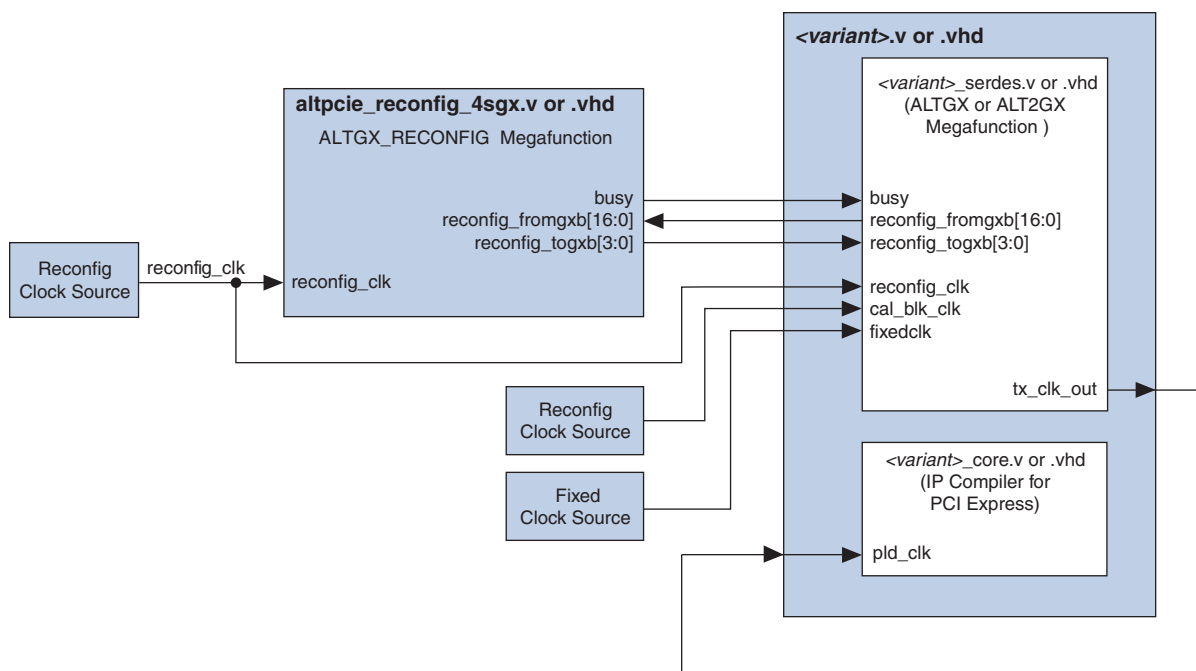 <variant>.v or .vhd
<variant>_serdes.v or .vhd
(ALTGX or ALT2GX
Megafunction )
altpcie_reconfig_4sgx.v or .vhd
ALTGX_RECONFIG Megafunction
busy
reconfig_fromgxb[16:0]
reconfig_togxb[3:0]
reconfig_clk
busy
reconfig_fromgxb[16:0]
reconfig_togxb[3:0]
reconfig_clk
cal_blk_clk
fixedclk
tx_clk_out
Reconfig
Clock Source
reconfig_clk
Reconfig
Clock Source
Fixed
Clock Source
<variant>_core.v or .vhd
(IP Compiler for
PCI Express)
pld_clk